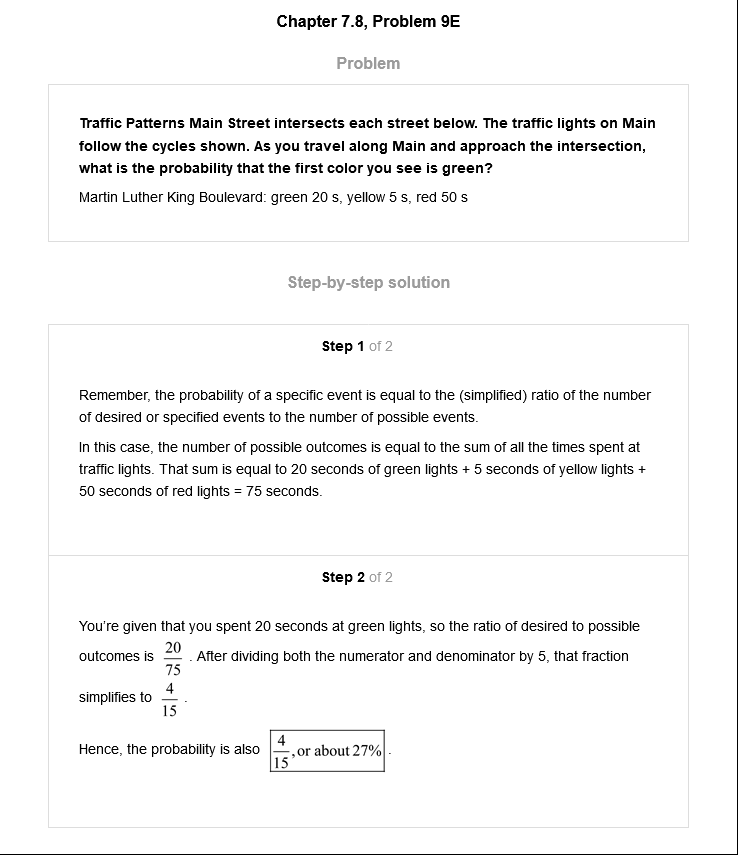 Chapter 7.8, Problem 9E
Problem
Traffic Patterns Main Street intersects each street below. The traffic lights on Main
follow the cycles shown. As you travel along Main and approach the intersection,
what is the probability that the first color you see is green?
Martin Luther King Boulevard: green 20 s, yellow 5 s, red 50 s
Step-by-step solution
Step 1 of 2
Remember, the probability of a specific event is equal to the (simplified) ratio of the number
of desired or specified events to the number of possible events.
In this case, the number of possible outcomes is equal to the sum of all the times spent at
traffic lights. That sum is equal to 20 seconds of green lights + 5 seconds of yellow lights +
50 seconds of red lights = 75 seconds.
Step 2 of 2
You're given that you spent 20 seconds at green lights, so the ratio of desired to possible
outcomes is 20/75 . After dividing both the numerator and denominator by 5, that fraction
simplifies to 4/15 .
Hence, the probability is also 4/15, or about 27% .